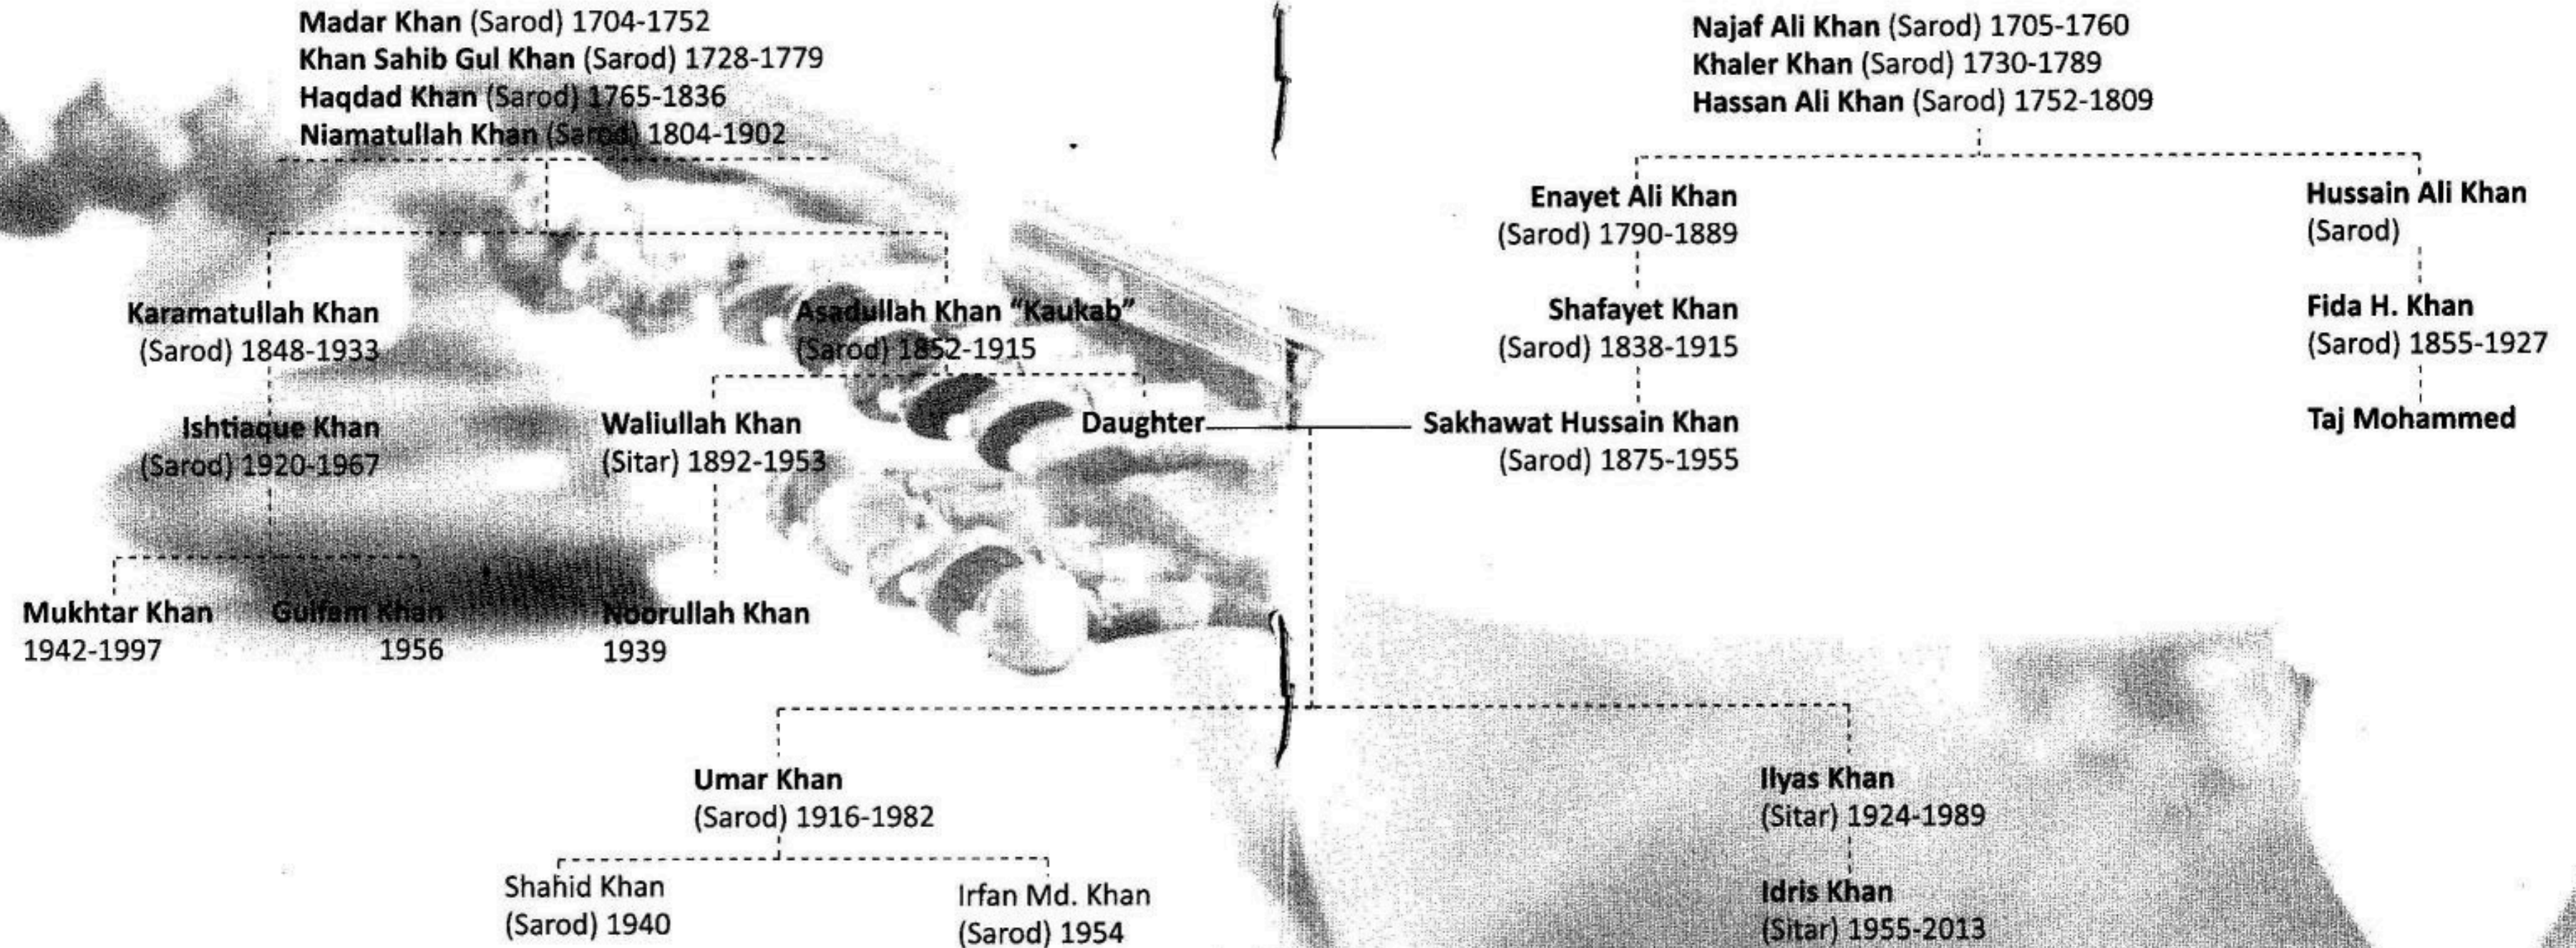 Madar Khan (Sarod) 1704-1752
Khan Sahib Gul Khan (Sarod) 1728-1779
Haqdad Khan (Sarod) 1765-1836
Niamatullah Khan (Sarod) 1804-1902
Najaf Ali Khan (Sarod) 1705-1760
Khaler Khan (Sarod) 1730-1789
Hassan Ali Khan (Sarod) 1752-1809
Enayet Ali Khan
(Sarod) 1790-1889
Hussain Ali Khan
(Sarod)
Karamatullah Khan
(Sarod) 1848-1933
Asadullah Khan “Kaukab”
(Sarod) 1852-1915
Shafayet Khan
(Sarod) 1838-1915
Fida H. Khan
(Sarod) 1855-1927
Ishtiaque Khan
(Sarod) 1920-1967
Waliullah Khan
(Sitar) 1892-1953
Daughter
Sakhawat Hussain Khan
(Sarod) 1875-1955
Taj Mohammed
Mukhtar Khan
1942-1997
Gulfam Khan
1956
Noorullah Khan
1939
Umar Khan
(Sarod) 1916-1982
Ilyas Khan
(Sitar) 1924-1989
Shahid Khan
(Sarod) 1940
Irfan Md. Khan
(Sarod) 1954
Idris Khan
(Sitar) 1955-2013